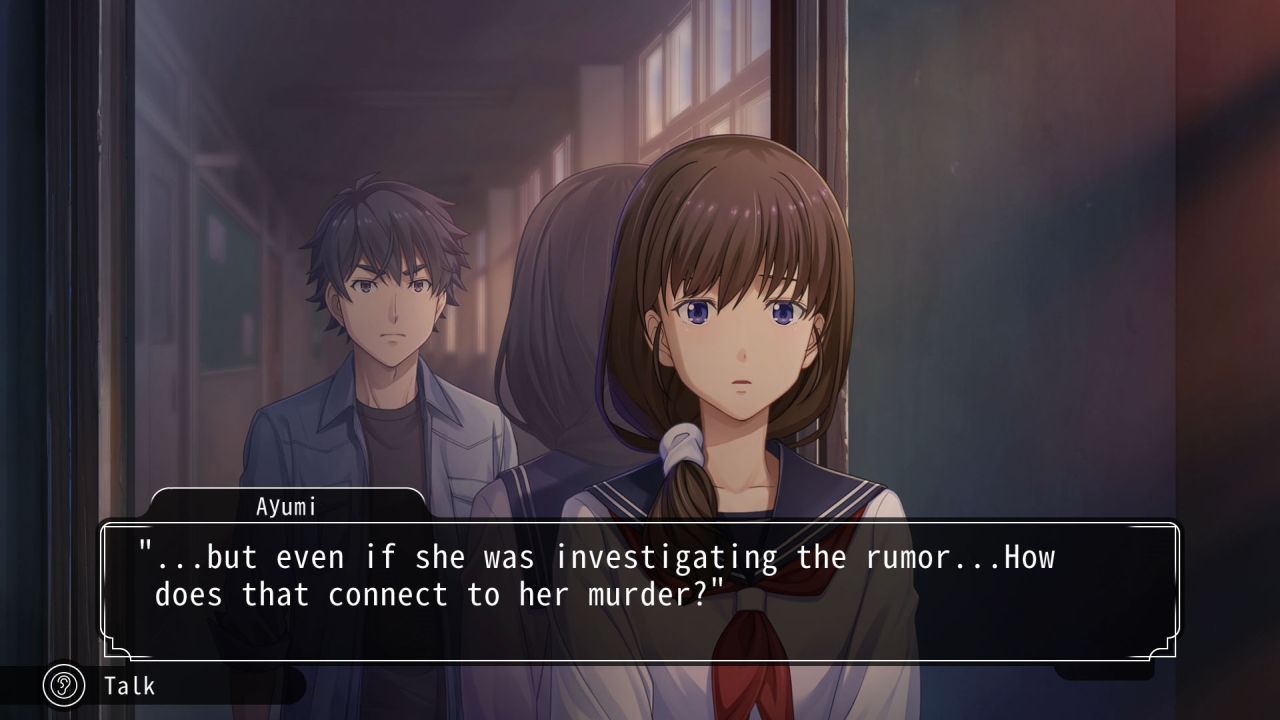 Ayumi
"...but even if she was investigating the rumor...How
does that connect to her murder?"
Talk